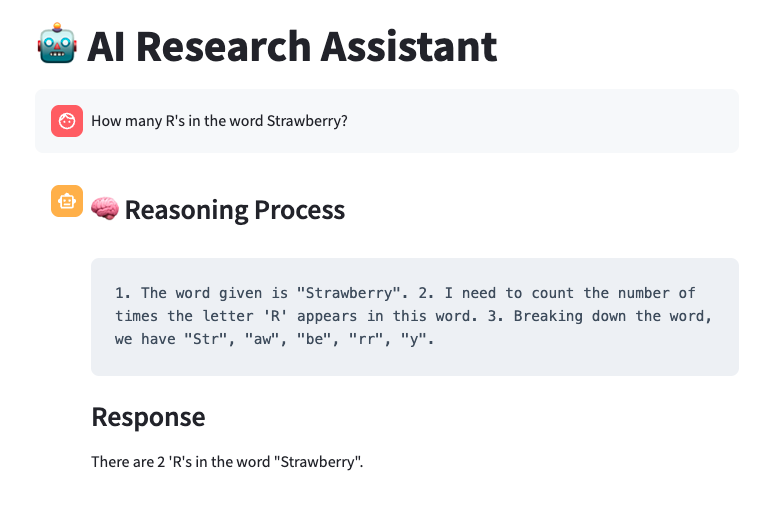 🤖 AI Research Assistant
How many R's in the word Strawberry?
🧠 Reasoning Process
1. The word given is "Strawberry". 2. I need to count the number of
times the letter 'R' appears in this word. 3. Breaking down the word,
we have "Str", "aw", "be", "rr", "y".
Response
There are 2 'R's in the word "Strawberry".